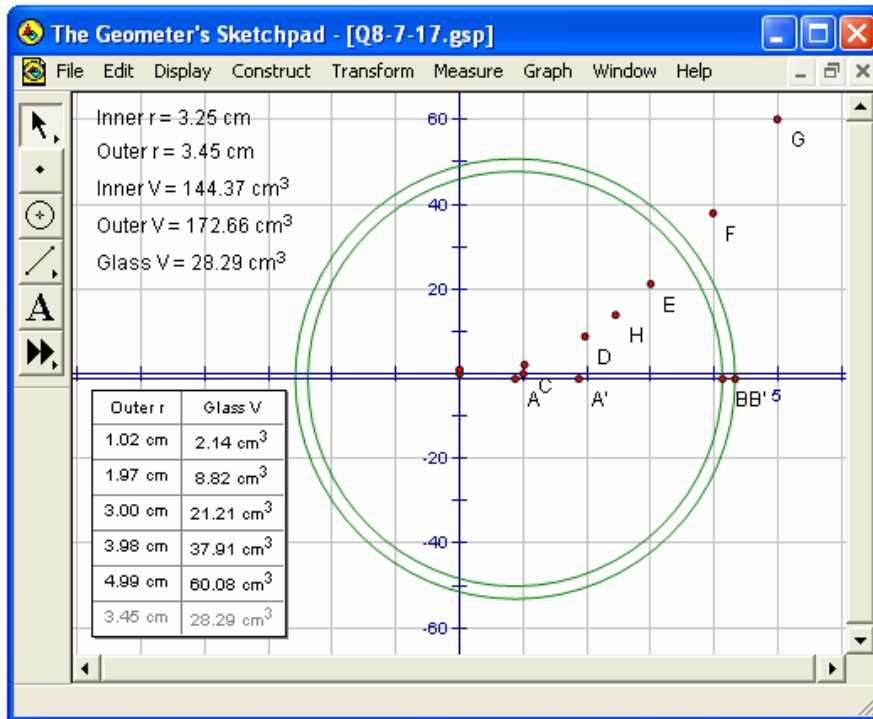 The Geometer's Sketchpad - [Q8-7-17.gsp]
File Edit Display Construct Transform Measure Graph Window Help
Inner r = 3.25 cm
Outer r = 3.45 cm
Inner V = 144.37 cm³
Outer V = 172.66 cm³
Glass V = 28.29 cm³
A
60
G
40
F
20
E
H
D
A C A' B B' 5
-20
-40
-60
Outer r Glass V
1.02 cm 2.14 cm³
1.97 cm 8.82 cm³
3.00 cm 21.21 cm³
3.98 cm 37.91 cm³
4.99 cm 60.08 cm³
3.45 cm 28.29 cm³